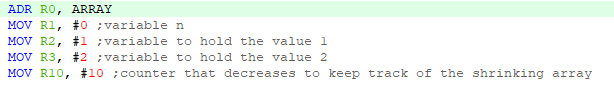 ADR R0, ARRAY
MOV R1, #0 ;variable n
MOV R2, #1 ;variable to hold the value 1
MOV R3, #2 ;variable to hold the value 2
MOV R10, #10 ;counter that decreases to keep track of the shrinking array